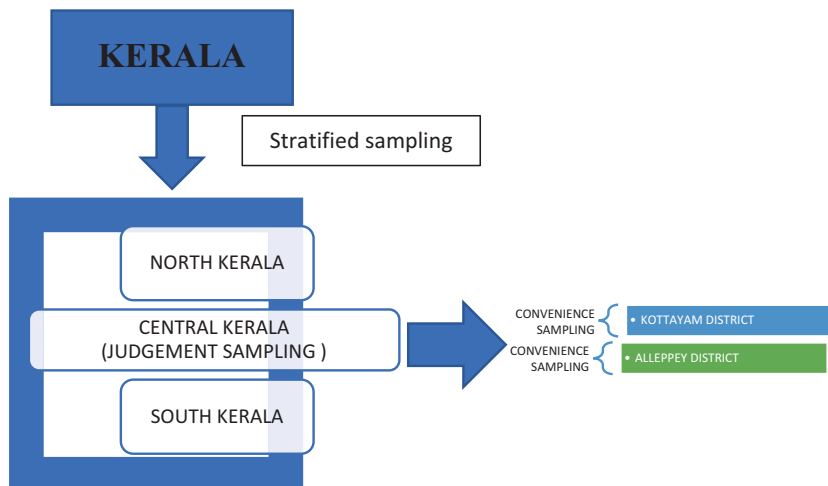 KERALA
Stratified sampling
NORTH KERALA
CENTRAL KERALA
(JUDGEMENT SAMPLING )
SOUTH KERALA
CONVENIENCE
SAMPLING
• KOTTAYAM DISTRICT
CONVENIENCE
SAMPLING
• ALLEPPEY DISTRICT